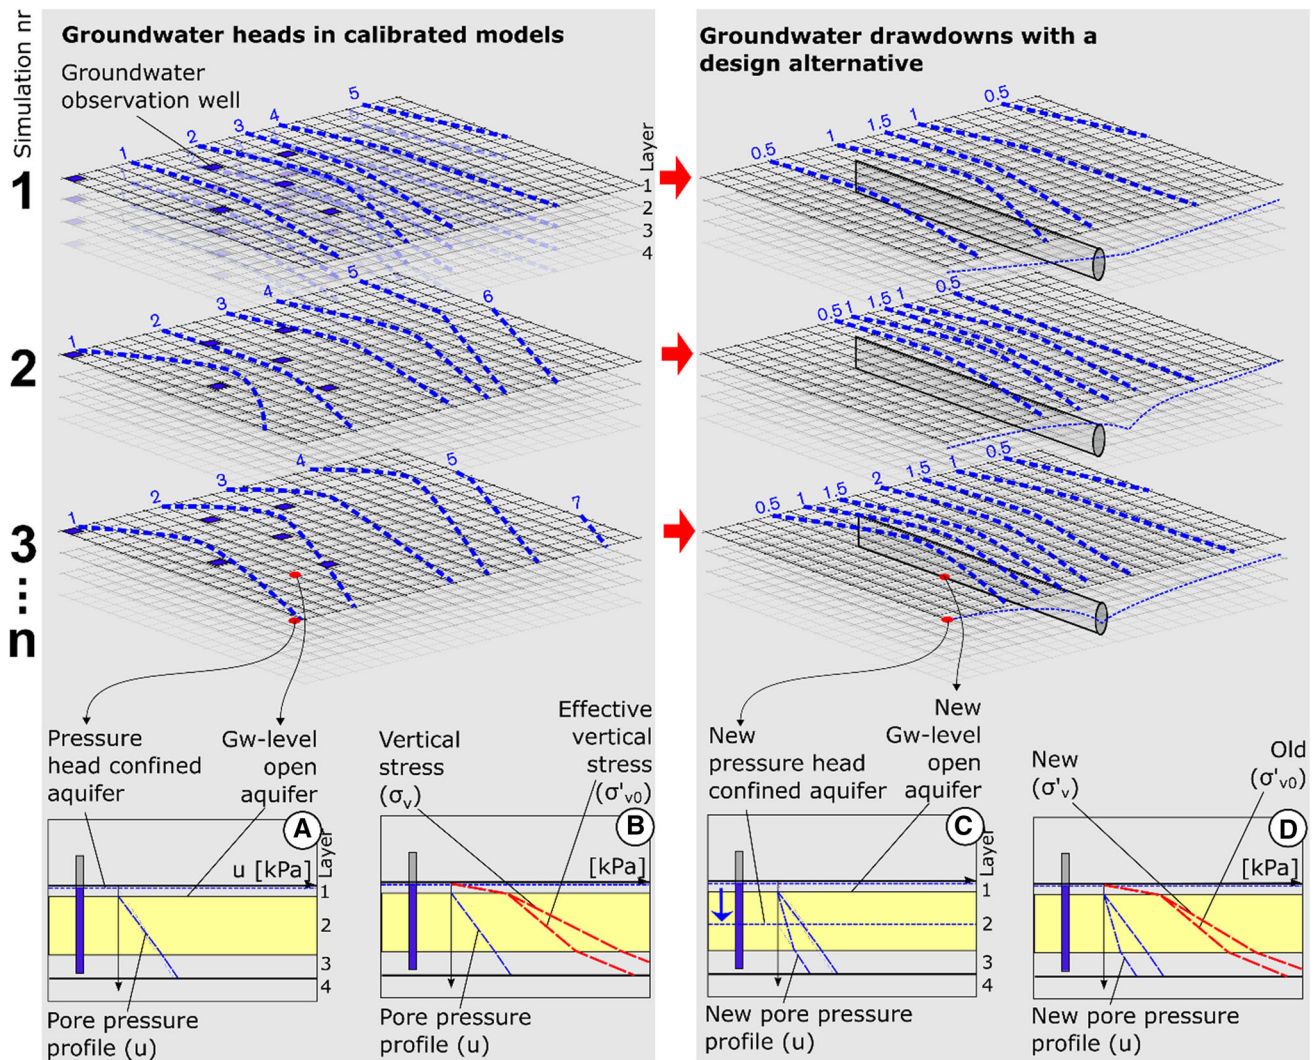 Simulation nr
Groundwater heads in calibrated models
Groundwater
observation well
1
2
3
4
5
Layer
1
2
3
4
1
Groundwater drawdowns with a
design alternative
0.5
1
1.5
1
0.5
2
1
2
3
4
5
6
0.5
1
1.5
1
0.5
3
1
2
3
4
5
7
0.5
1
1.5
2
1.5
1
0.5
n
Pressure
head confined
aquifer
Gw-level
open
aquifer
Vertical
stress
(σv)
Effective
vertical
stress
(σ'v0)
New
pressure head
confined aquifer
New
Gw-level
open
aquifer
New
(σ'v)
Old
(σ'v0)
A
u [kPa]
Layer
1
2
3
4
Pore pressure
profile (u)
B
[kPa]
Pore pressure
profile (u)
C
Layer
1
2
3
4
New pore pressure
profile (u)
D
[kPa]
New pore pressure
profile (u)